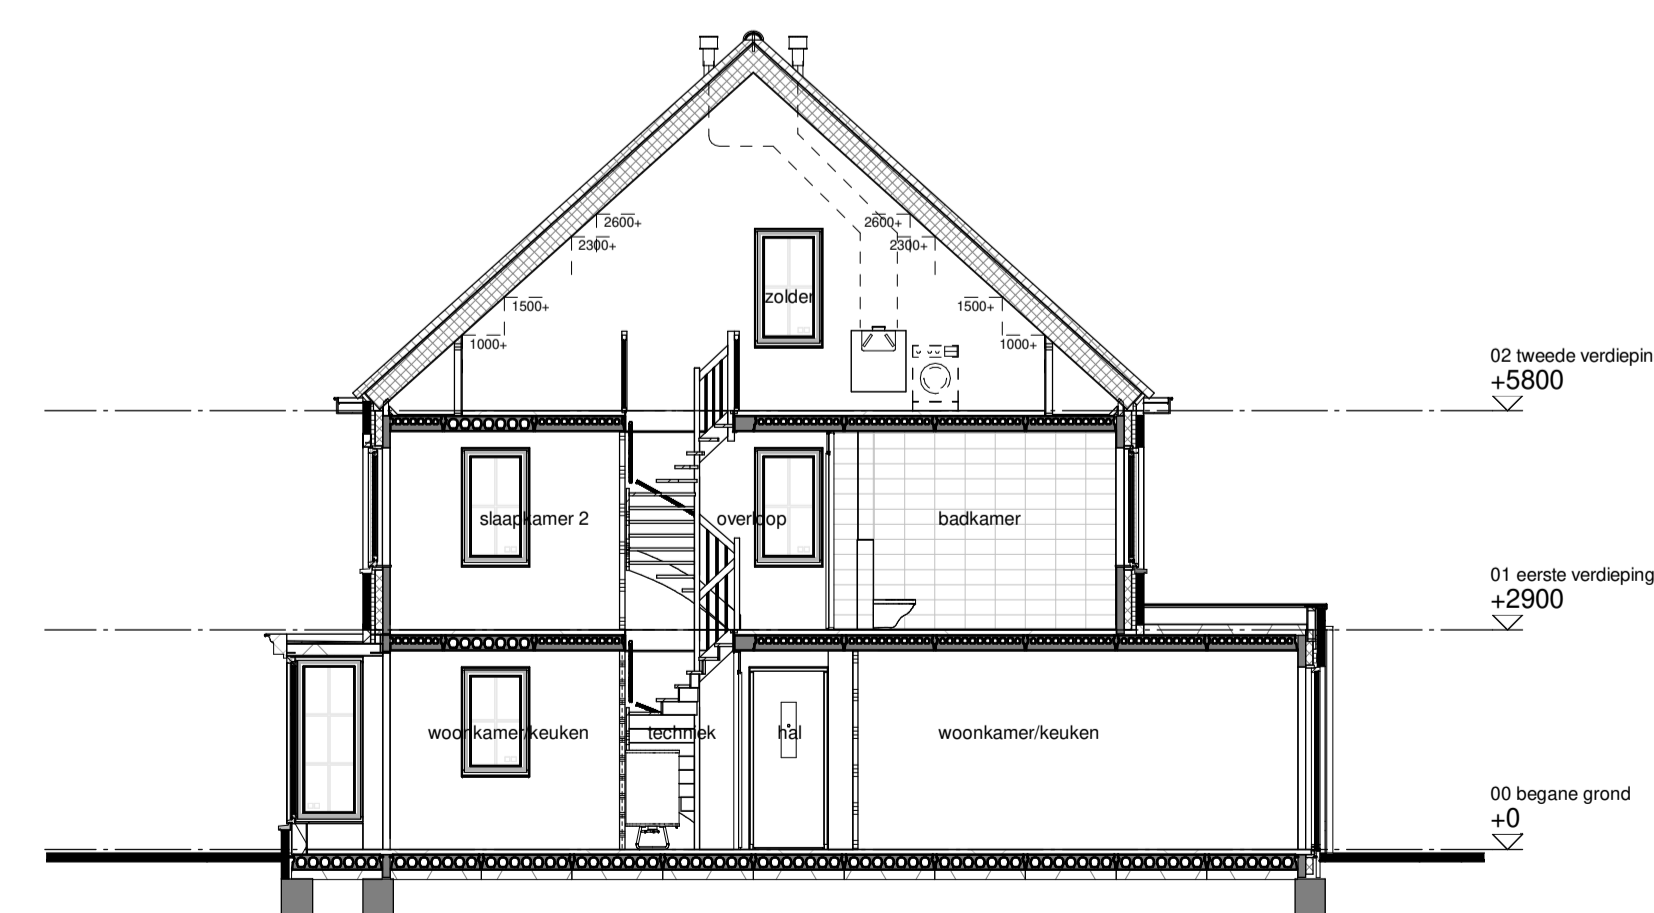 2600+
2600+
2300+
2300+
zolder
1500+
1500+
1000+
1000+
02 tweede verdiepin
+5800
slaapkamer 2
overloop
badkamer
01 eerste verdieping
+2900
woonkamer/keuken
techniek
hal
woonkamer/keuken
00 begane grond
+0